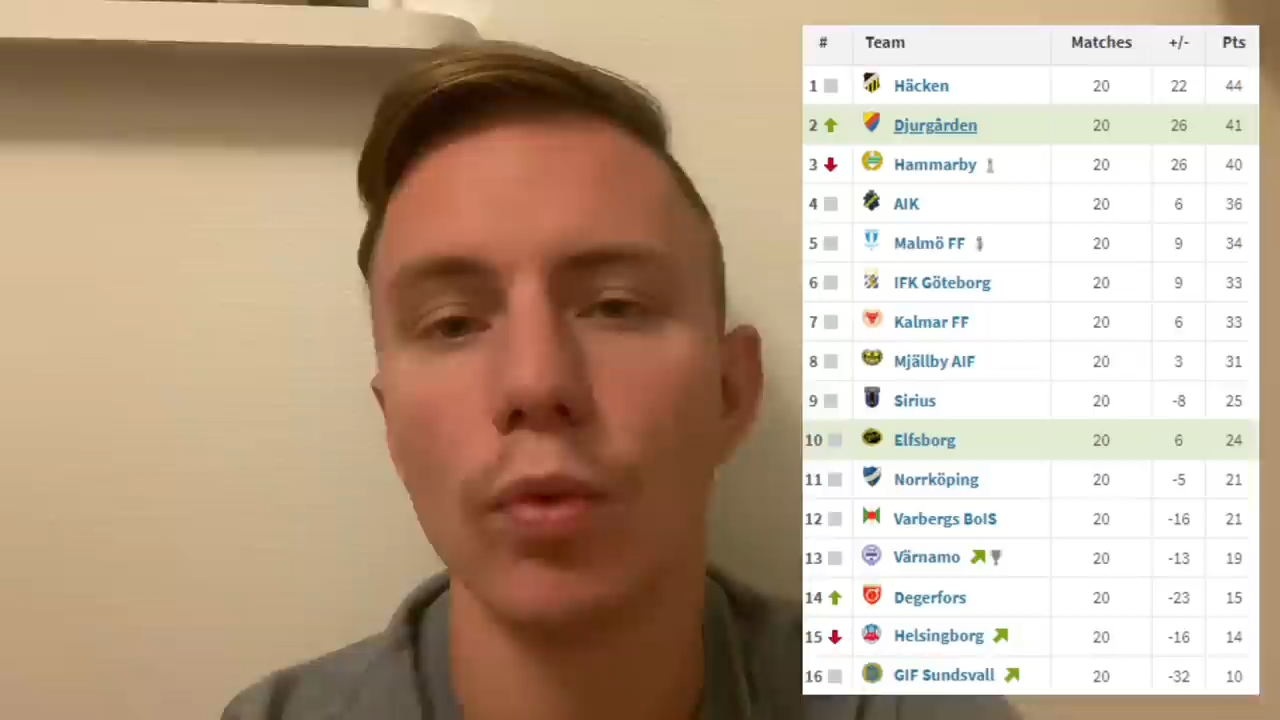 # Team Matches +/- Pts
1 Häcken 20 22 44
2 Djurgården 20 26 41
3 Hammarby 20 26 40
4 AIK 20 6 36
5 Malmö FF 20 9 34
6 IFK Göteborg 20 9 33
7 Kalmar FF 20 6 33
8 Mjällby AIF 20 3 31
9 Sirius 20 -8 25
10 Elfsborg 20 6 24
11 Norrköping 20 -5 21
12 Varbergs BoIS 20 -16 21
13 Värnamo 20 -13 19
14 Degerfors 20 -23 15
15 Helsingborg 20 -16 14
16 GIF Sundsvall 20 -32 10